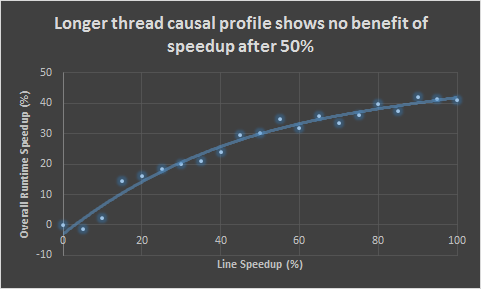 Longer thread causal profile shows no benefit of
speedup after 50%
Overall Runtime Speedup (%)
50
40
30
20
10
0
-10
0 20 40 60 80 100
Line Speedup (%)